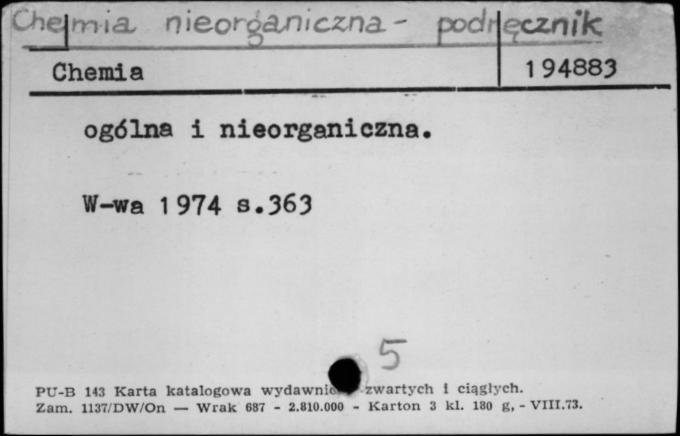 Chemia nieorganiczna - podręcznik
Chemia 194883
ogólna i nieorganiczna.
W-wa 1974 s.363
5
PU-B 143 Karta katalogowa zwartych i ciągłych.
Zam. 1137/DW/On — Wrak 687 - 2.810.000 - Karton 3 kl. 180 g, - VIII.73.